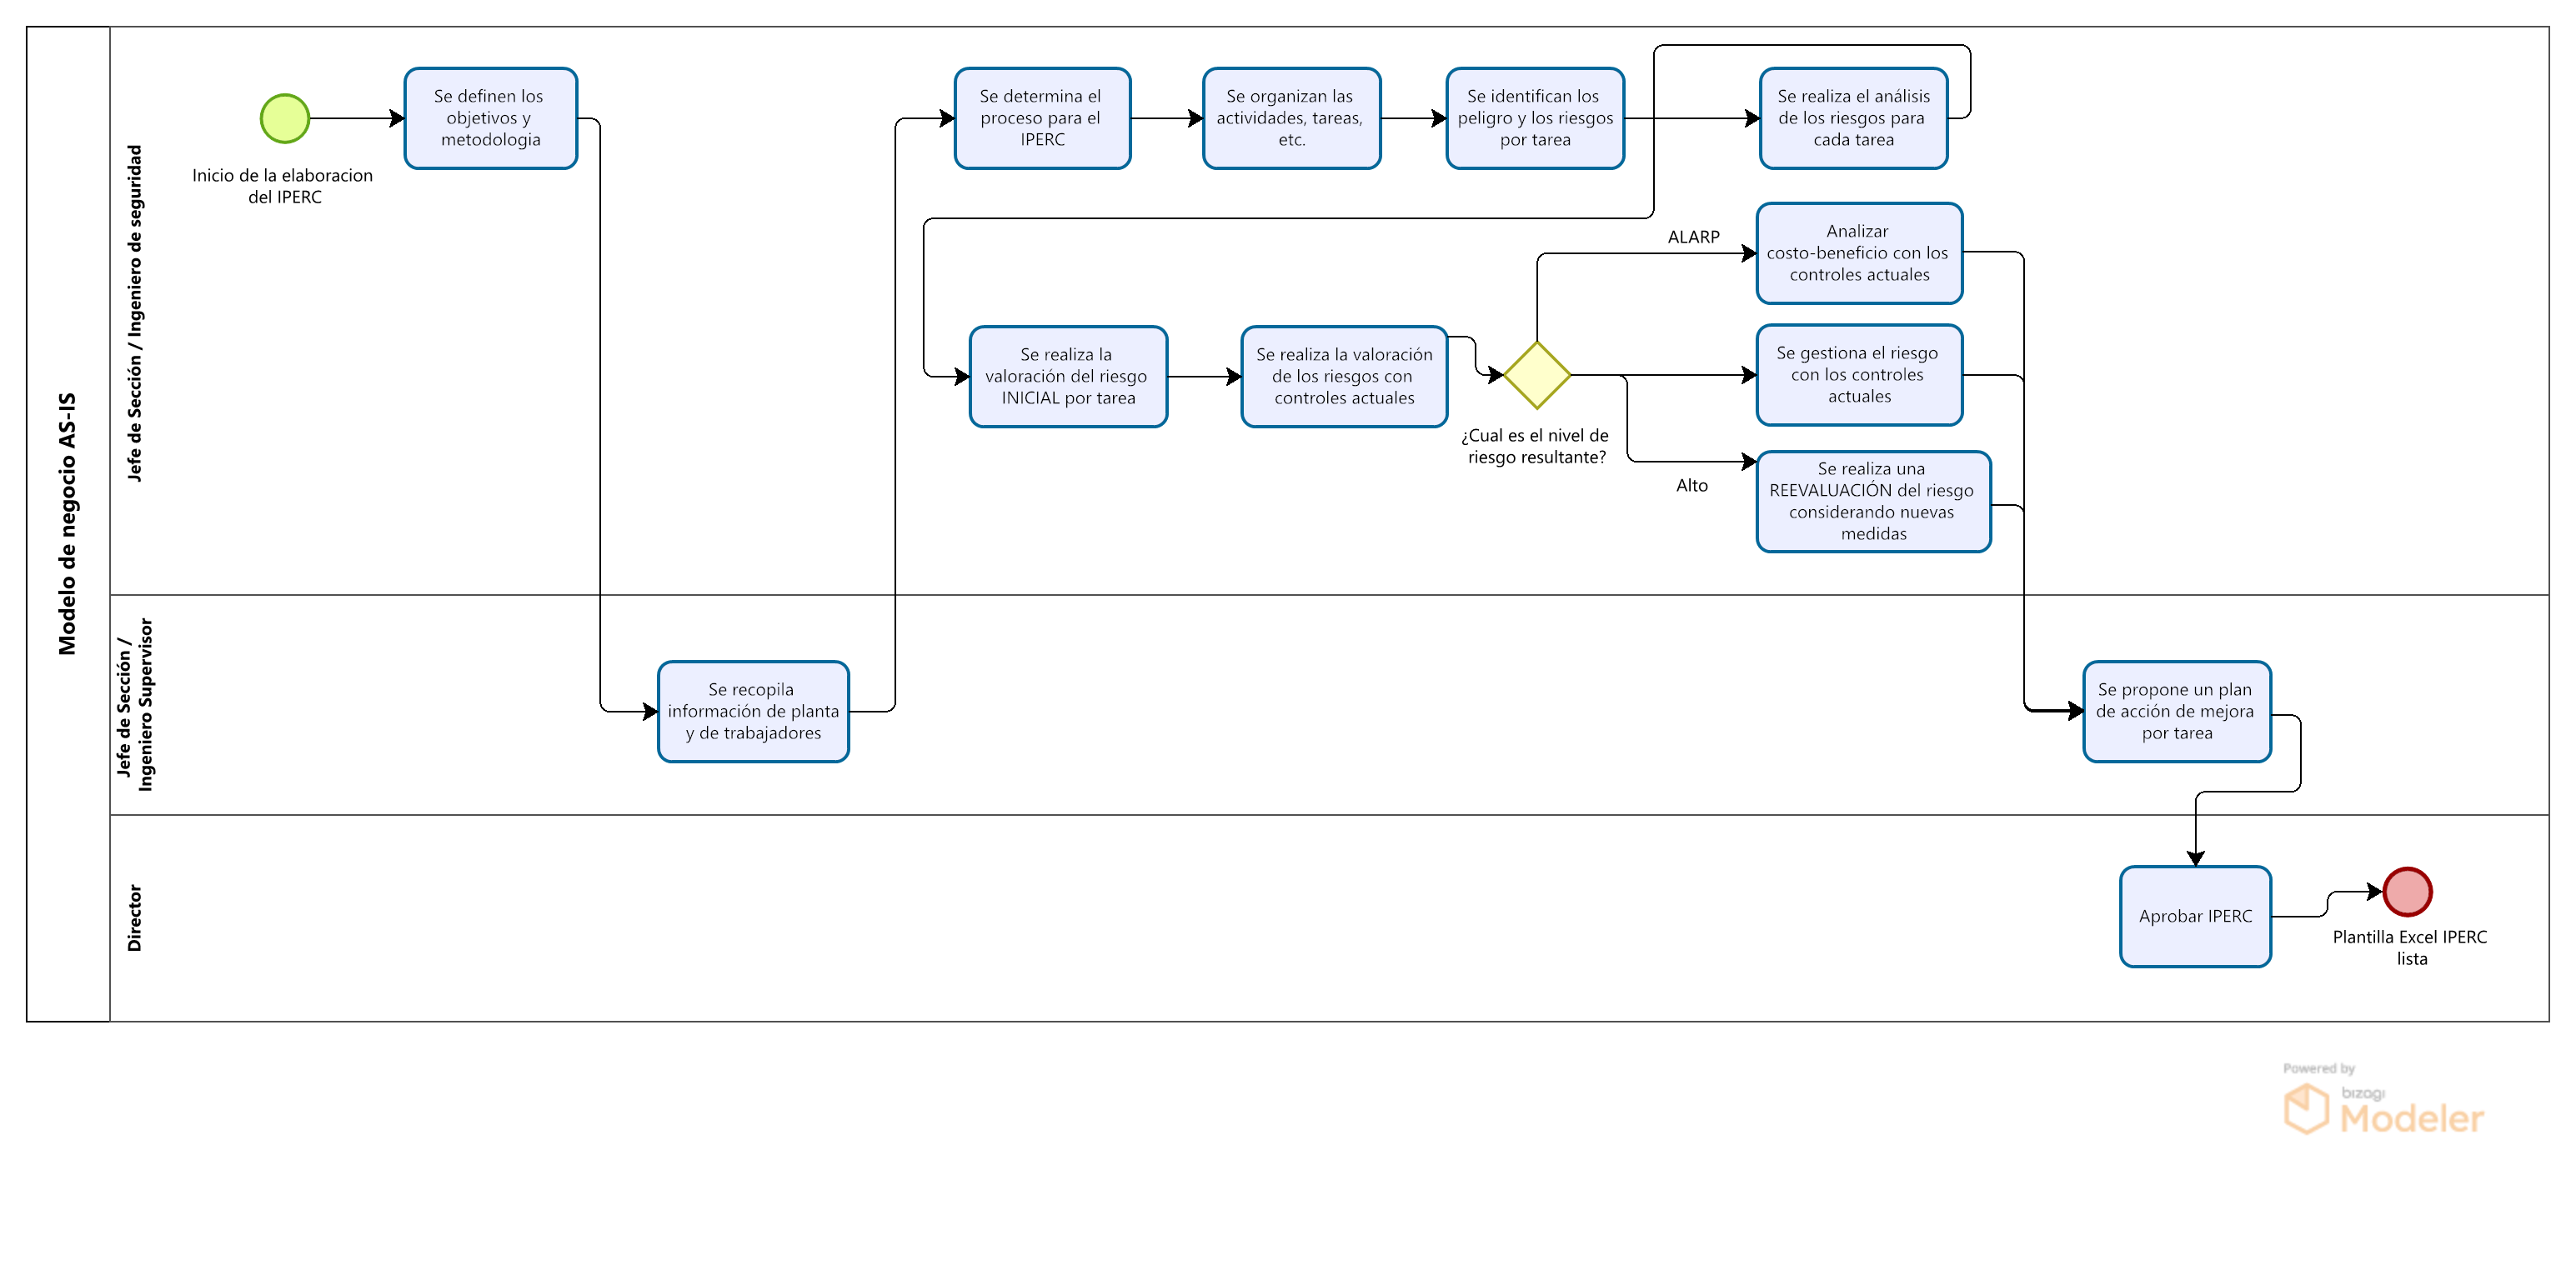 Modelo de negocio AS-IS
Jefe de Sección / Ingeniero de seguridad
Inicio de la elaboracion
del IPERC
Se definen los
objetivos y
metodologia
Se determina el
proceso para el
IPERC
Se organizan las
actividades, tareas,
etc.
Se identifican los
peligro y los riesgos
por tarea
Se realiza el análisis
de los riesgos para
cada tarea
Se realiza la
valoración del riesgo
INICIAL por tarea
Se realiza la valoración
de los riesgos con
controles actuales
¿Cual es el nivel de
riesgo resultante?
ALARP
Analizar
costo-beneficio con los
controles actuales
Se gestiona el riesgo
con los controles
actuales
Alto
Se realiza una
REEVALUACIÓN del riesgo
considerando nuevas
medidas
Jefe de Sección /
Ingeniero Supervisor
Se recopila
información de planta
y de trabajadores
Se propone un plan
de acción de mejora
por tarea
Director
Aprobar IPERC
Plantilla Excel IPERC
lista
Powered by
bizagi
Modeler